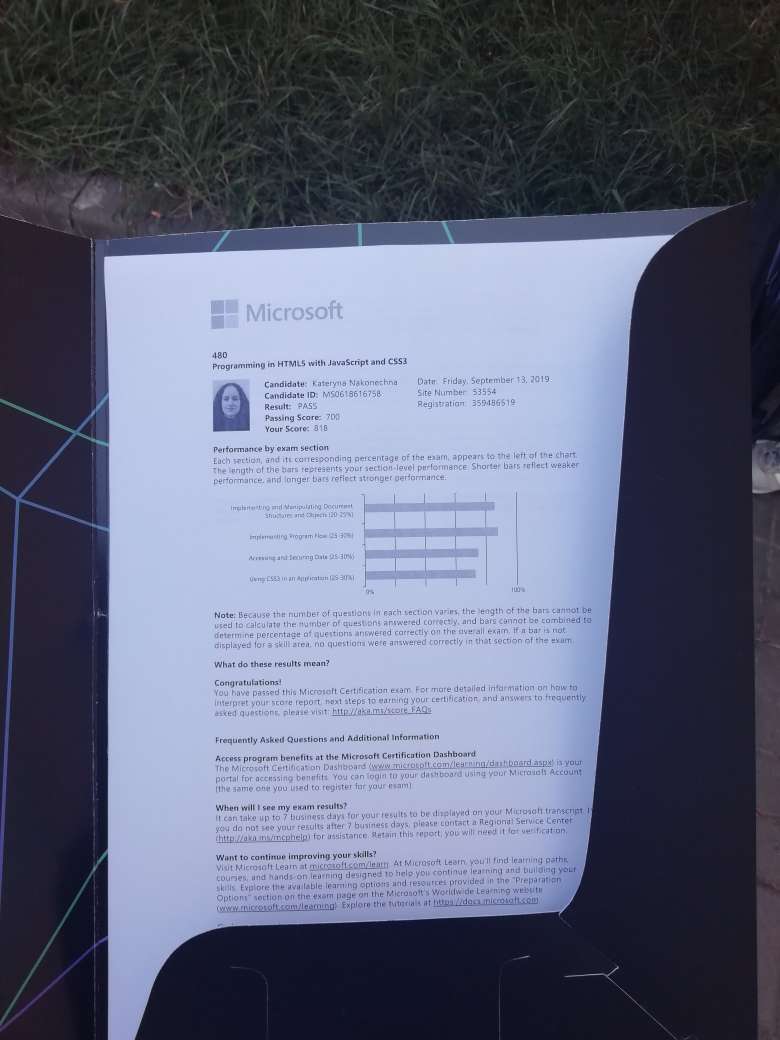 Microsoft
480
Programming in HTML5 with JavaScript and CSS3
Candidate: Kateryna Nakonechna
Candidate ID: MS0618616758
Result: PASS
Passing Score: 700
Your Score: 818
Date: Friday, September 13, 2019
Site Number: 53554
Registration: 359486519
Performance by exam section
Each section, and its corresponding percentage of the exam, appears to the left of the chart.
The length of the bars represents your section-level performance. Shorter bars reflect weaker
performance, and longer bars reflect stronger performance.
Implementing and Manipulating Document
Structures and Objects (20-25%)
Implementing Program Flow (25-30%)
Accessing and Securing Data (25-30%)
Using CSS3 in an Application (25-30%)
0%
100%
Note: Because the number of questions in each section varies, the length of the bars cannot be
used to calculate the number of questions answered correctly, and bars cannot be combined to
determine percentage of questions answered correctly on the overall exam. If a bar is not
displayed for a skill area, no questions were answered correctly in that section of the exam.
What do these results mean?
Congratulations!
You have passed this Microsoft Certification exam. For more detailed information on how to
interpret your score report, next steps to earning your certification, and answers to frequently
asked questions, please visit: http://aka.ms/score_FAQs
Frequently Asked Questions and Additional Information
Access program benefits at the Microsoft Certification Dashboard
The Microsoft Certification Dashboard (www.microsoft.com/learning/dashboard.aspx) is your
portal for accessing benefits. You can login to your dashboard using your Microsoft Account
(the same one you used to register for your exam).
When will I see my exam results?
It can take up to 7 business days for your results to be displayed on your Microsoft transcript.
you do not see your results after 7 business days, please contact a Regional Service Center
(http://aka.ms/mcphelp) for assistance. Retain this report; you will need it for verification.
Want to continue improving your skills?
Visit Microsoft Learn at microsoft.com/learn. At Microsoft Learn, you'll find learning paths,
courses, and hands-on learning designed to help you continue learning and building your
skills. Explore the available learning options and resources provided in the "Preparation
Options" section on the exam page on the Microsoft's Worldwide Learning website
(www.microsoft.com/learning). Explore the tutorials at https://docs.microsoft.com